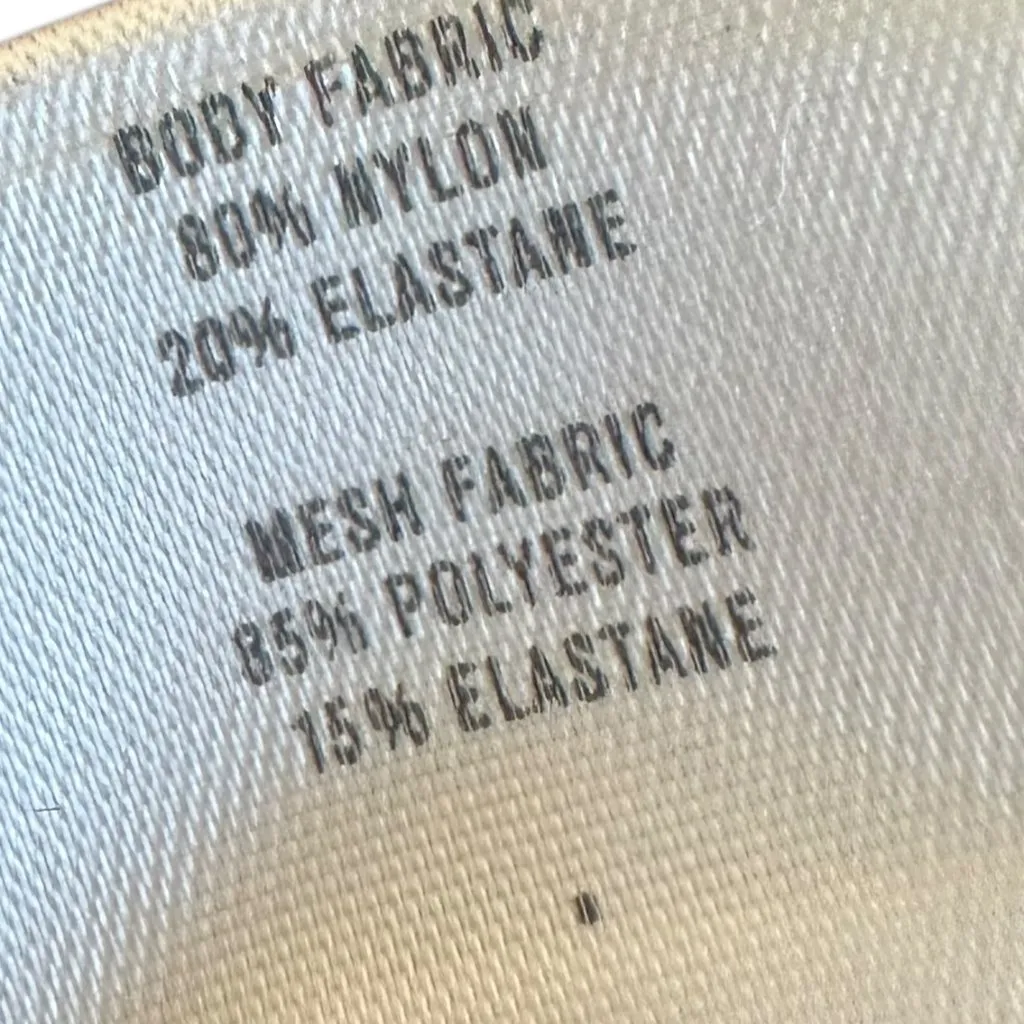 BODY FABRIC
80% NYLON
20% ELASTANE
MESH FABRIC
85% POLYESTER
15% ELASTANE